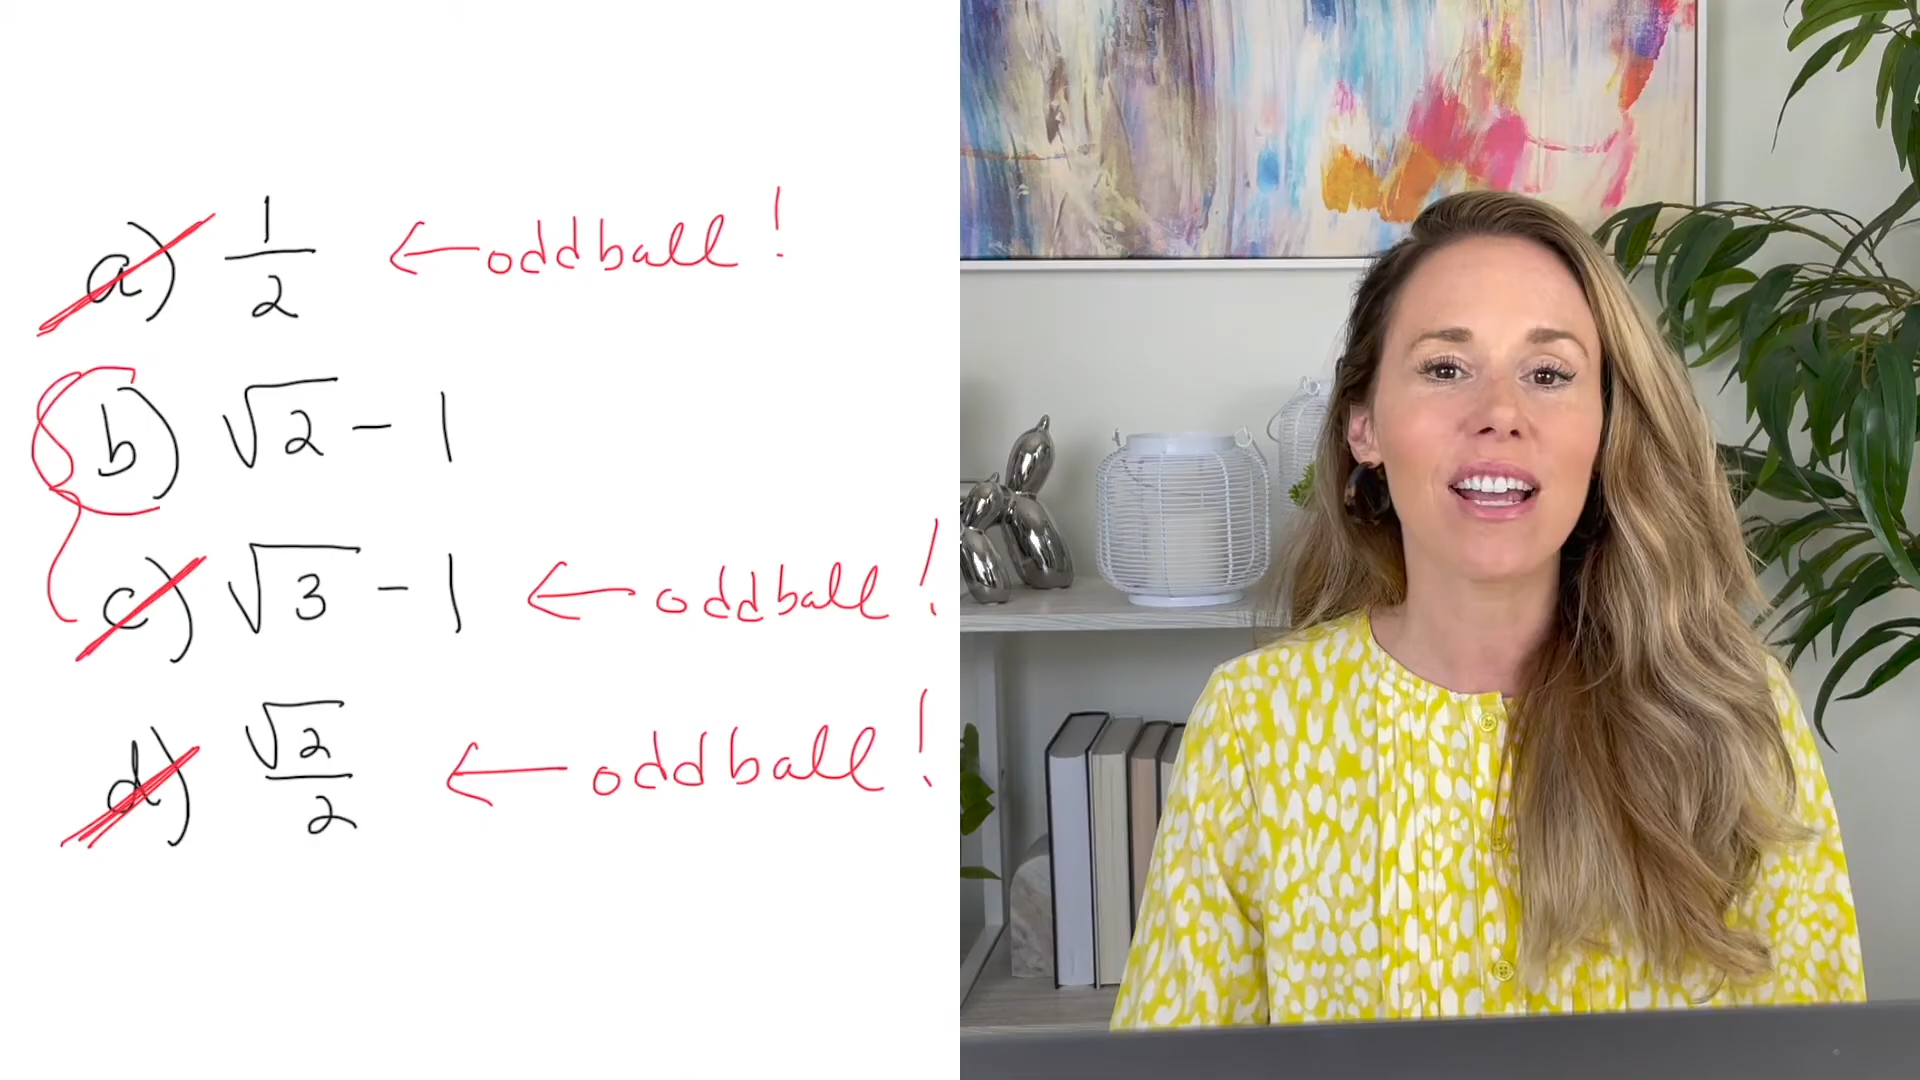 a) 1/2 ← oddball!
b) √2 - 1
c) √3 - 1 ← oddball!
d) √2/2 ← oddball!